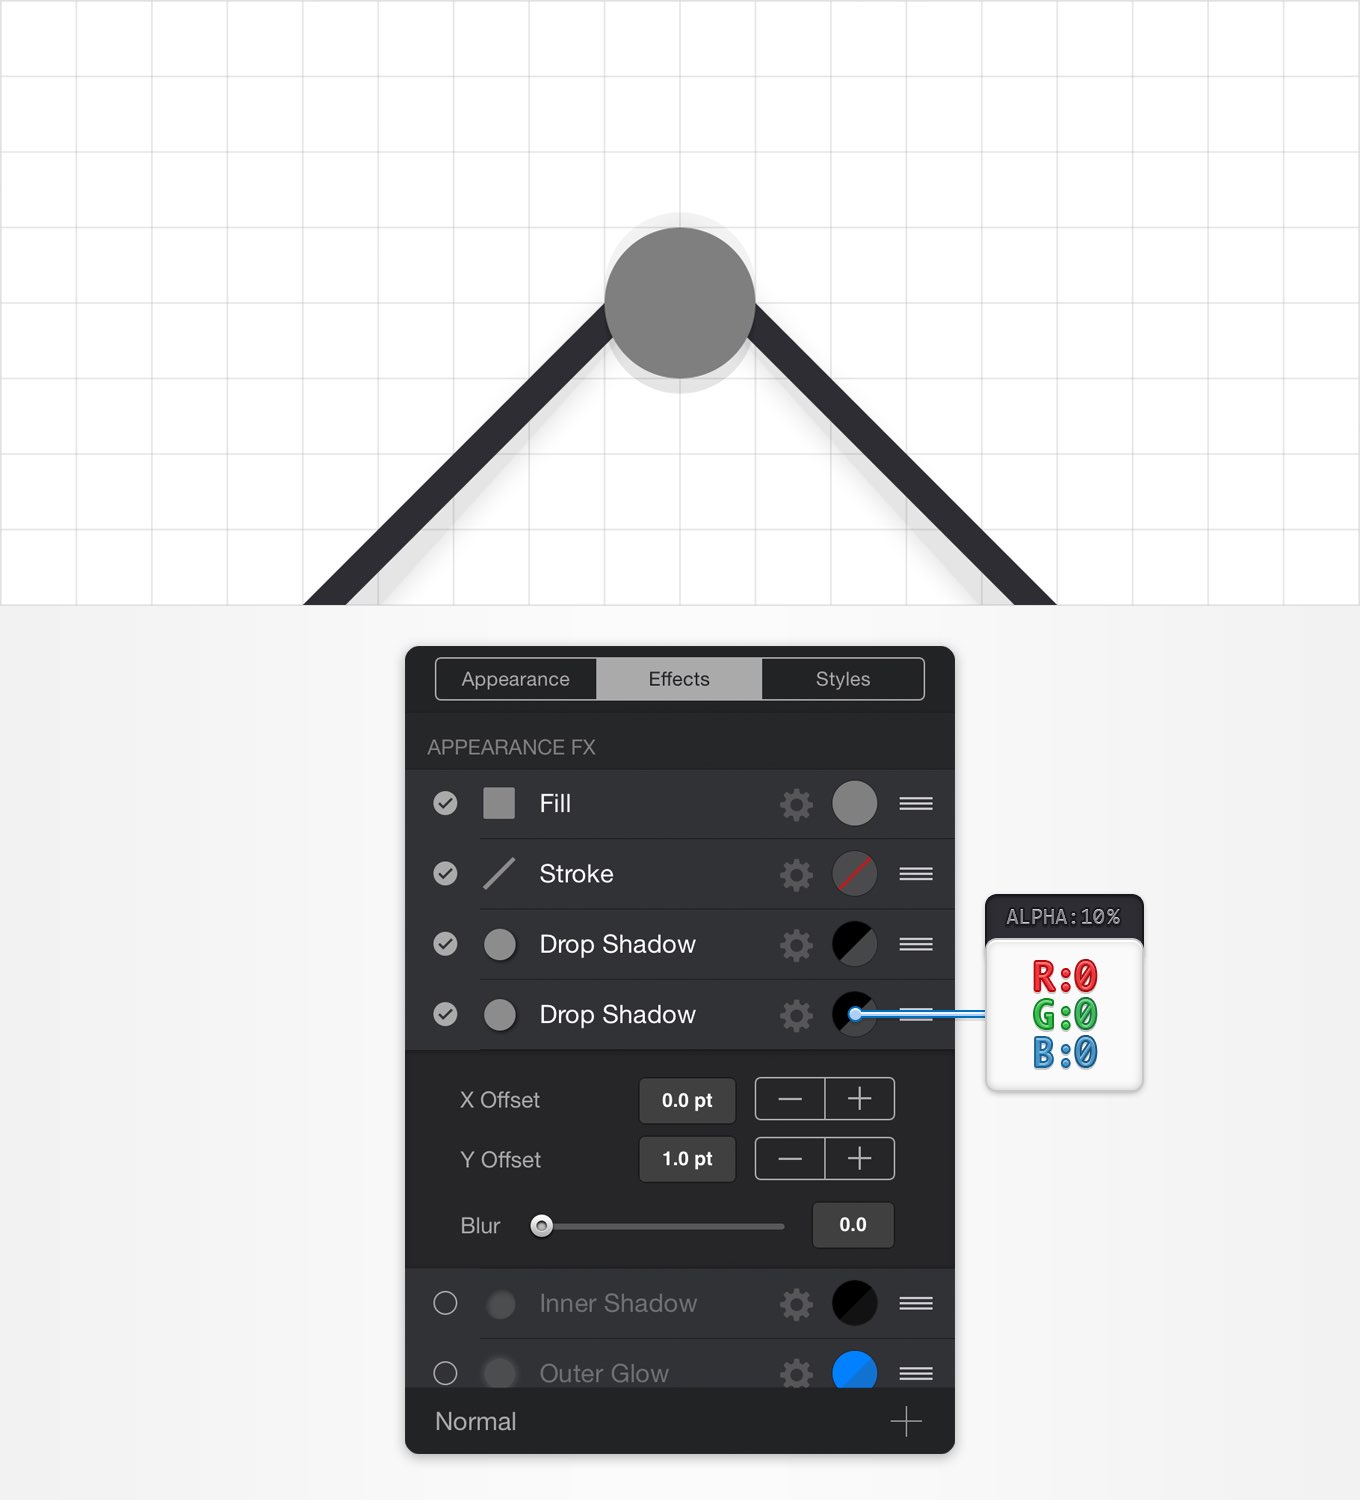 Appearance Effects Styles
APPEARANCE FX
Fill
Stroke
Drop Shadow
Drop Shadow
ALPHA:10%
R:0
G:0
B:0
X Offset 0.0 pt
Y Offset 1.0 pt
Blur 0.0
Inner Shadow
Outer Glow
Normal